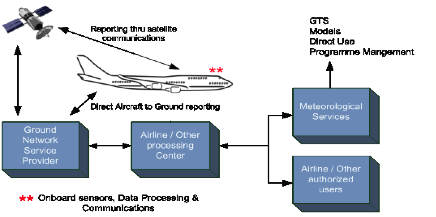 GTS
Models
Direct Use
Programme Mangement
Reporting thru satellite
communications
**
Direct Aircraft to Ground reporting
Ground
Network
Service
Provider
Airline / Other
processing
Center
Meteorological
Services
Airline / Other
authorized
users
** Onboard sensors, Data Processing &
Communications